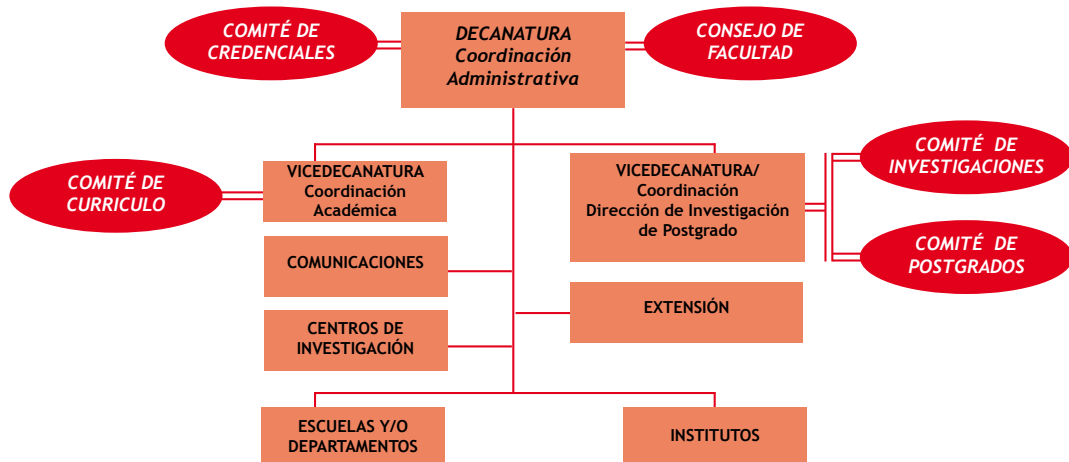 COMITÉ DE
CREDENCIALES
DECANATURA
Coordinación
Administrativa
CONSEJO DE
FACULTAD
COMITÉ DE
CURRICULO
VICEDECANATURA
Coordinación
Académica
VICEDECANATURA/
Coordinación
Dirección de Investigación
de Postgrado
COMITÉ DE
INVESTIGACIONES
COMITÉ DE
POSTGRADOS
COMUNICACIONES
EXTENSIÓN
CENTROS DE
INVESTIGACIÓN
ESCUELAS Y/O
DEPARTAMENTOS
INSTITUTOS